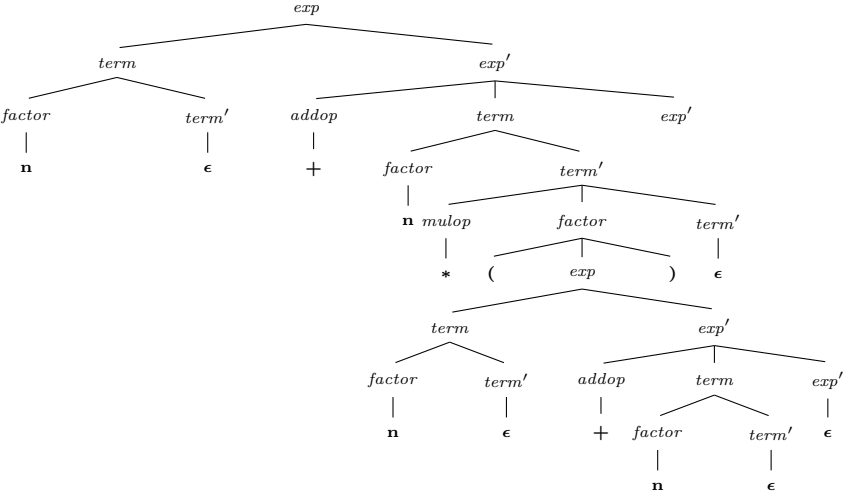 exp
term exp′
factor term′ addop term exp′
n ϵ + factor term′
n mulop factor term′
* ( exp ) ϵ
term exp′
factor term′ addop term exp′
n ϵ + factor term′ ϵ
n ϵ